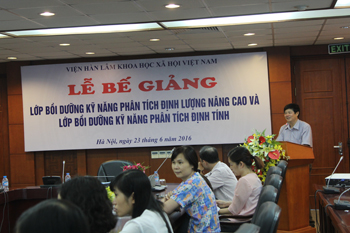 VIỆN HÀN LÂM KHOA HỌC XÃ HỘI VIỆT NAM
LỄ BẾ GIẢNG
LỚP BỒI DƯỠNG KỸ NĂNG PHÂN TÍCH ĐỊNH LƯỢNG NÂNG CAO VÀ
LỚP BỒI DƯỠNG KỸ NĂNG PHÂN TÍCH ĐỊNH TÍNH
Hà Nội, ngày 23 tháng 6 năm 2016
EXIT